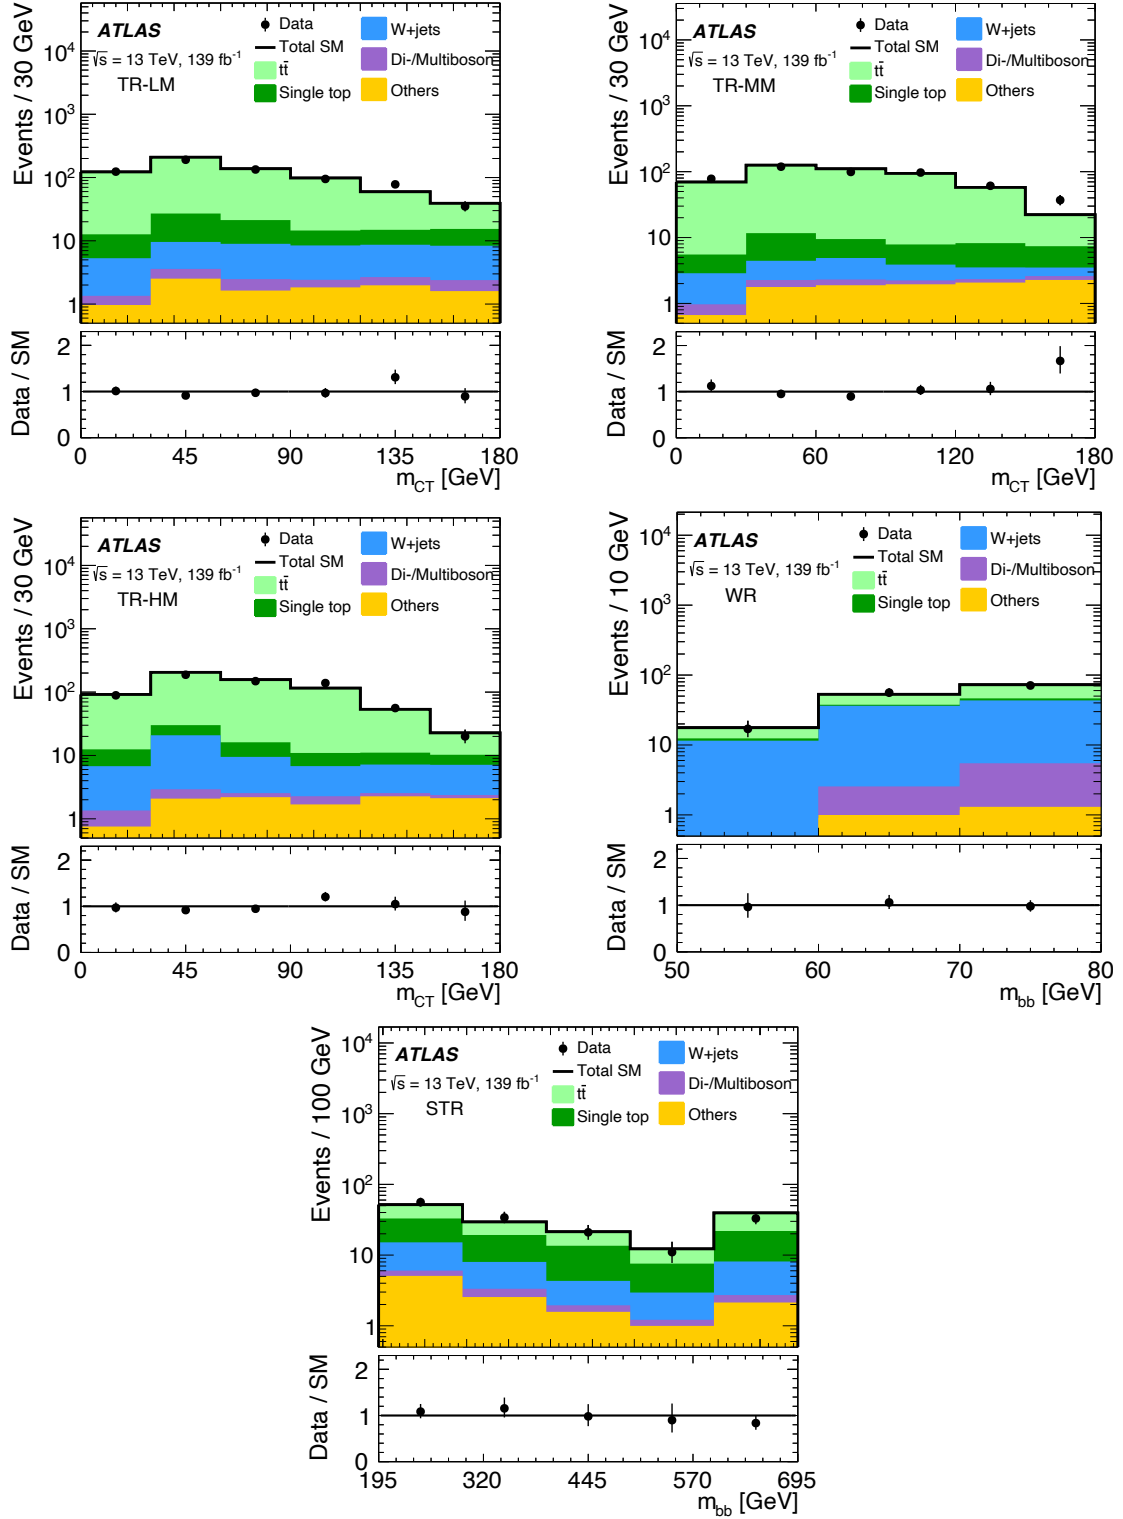 Events / 30 GeV
ATLAS
√s = 13 TeV, 139 fb⁻¹
TR-LM
Data
Total SM
tt̄
Single top
W+jets
Di-/Multiboson
Others
10⁴
10³
10²
10
1
Data / SM
2
1
0
0 45 90 135 180
m_CT [GeV]
Events / 30 GeV
ATLAS
√s = 13 TeV, 139 fb⁻¹
TR-MM
Data
Total SM
tt̄
Single top
W+jets
Di-/Multiboson
Others
10⁴
10³
10²
10
1
Data / SM
2
1
0
0 60 120 180
m_CT [GeV]
Events / 30 GeV
ATLAS
√s = 13 TeV, 139 fb⁻¹
TR-HM
Data
Total SM
tt̄
Single top
W+jets
Di-/Multiboson
Others
10⁴
10³
10²
10
1
Data / SM
2
1
0
0 45 90 135 180
m_CT [GeV]
Events / 10 GeV
ATLAS
√s = 13 TeV, 139 fb⁻¹
WR
Data
Total SM
tt̄
Single top
W+jets
Di-/Multiboson
Others
10⁴
10³
10²
10
1
Data / SM
2
1
0
50 60 70 80
m_bb [GeV]
Events / 100 GeV
ATLAS
√s = 13 TeV, 139 fb⁻¹
STR
Data
Total SM
tt̄
Single top
W+jets
Di-/Multiboson
Others
10⁴
10³
10²
10
1
Data / SM
2
1
0
195 320 445 570 695
m_bb [GeV]